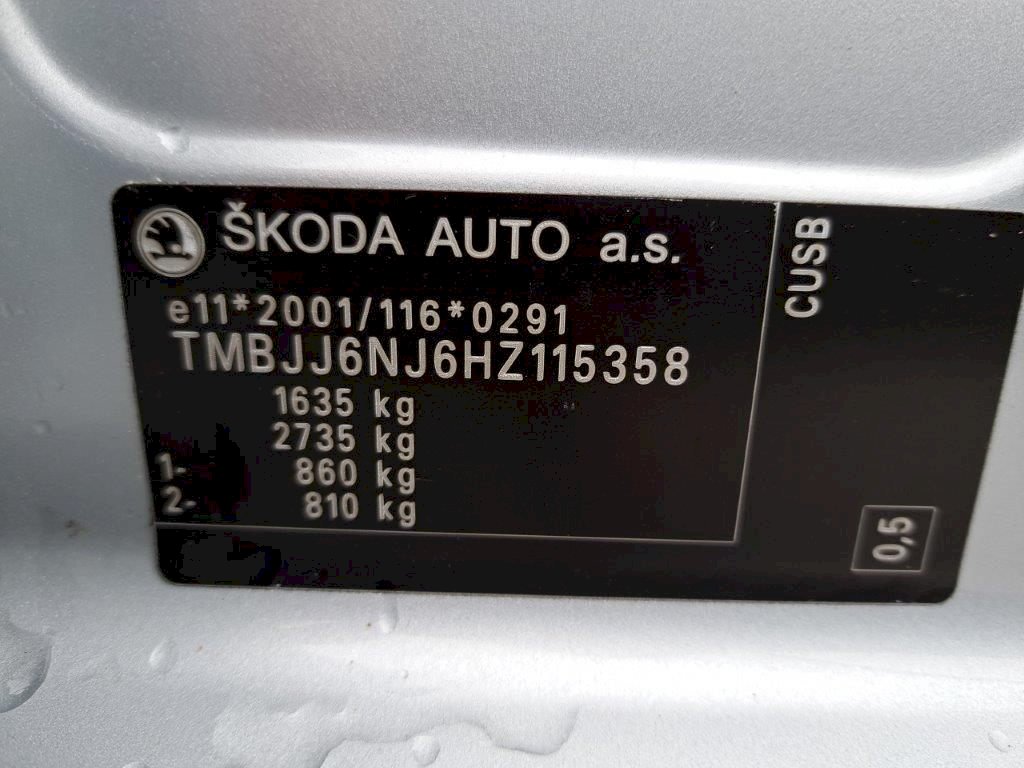 ŠKODA AUTO a.s.
e11*2001/116*0291
TMBJJ6NJ6HZ115358
1635 kg
2735 kg
1- 860 kg
2- 810 kg
CUSB
0,5